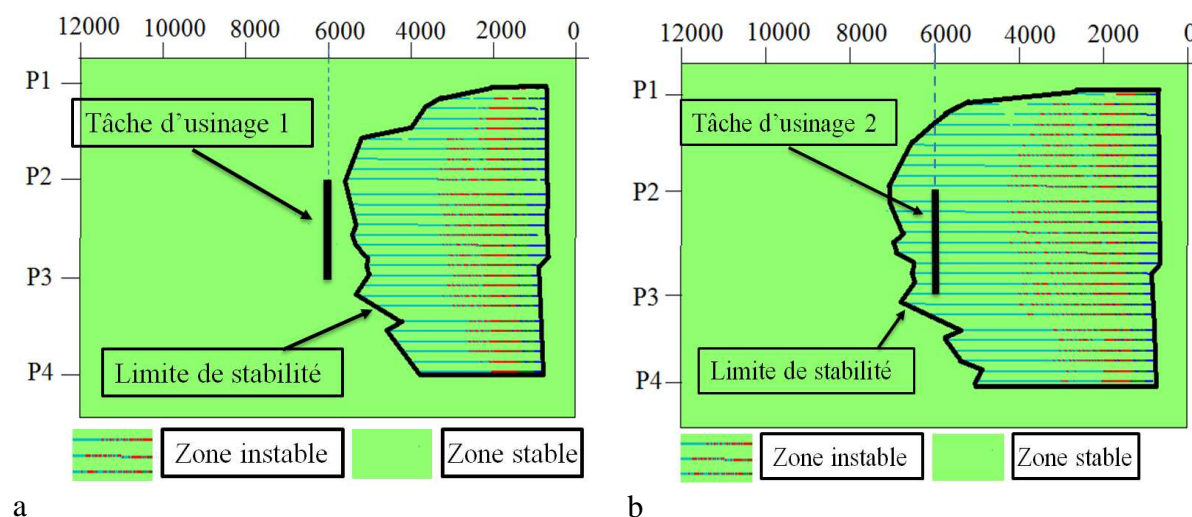 12000 10000 8000 6000 4000 2000 0
P1
Tâche d'usinage 1
P2
P3
Limite de stabilité
P4
Zone instable
Zone stable
a
12000 10000 8000 6000 4000 2000 0
P1
Tâche d'usinage 2
P2
P3
Limite de stabilité
P4
Zone instable
Zone stable
b